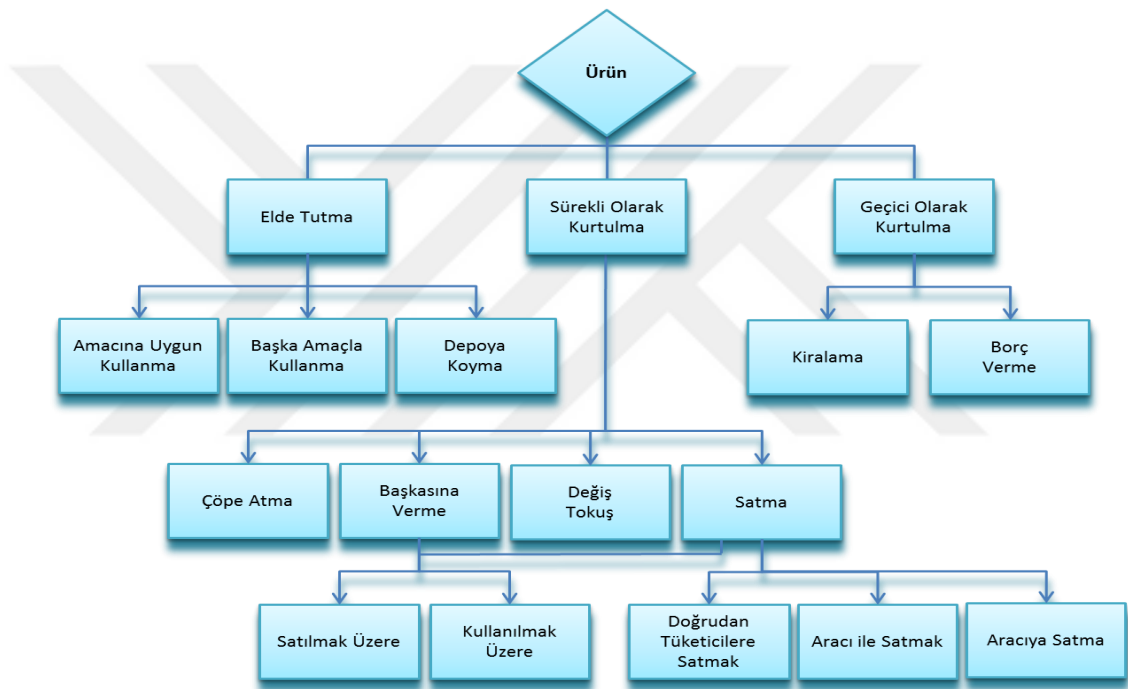 Ürün
Elde Tutma
Sürekli Olarak
Kurtulma
Geçici Olarak
Kurtulma
Amacına Uygun
Kullanma
Başka Amaçla
Kullanma
Depoya
Koyma
Kiralama
Borç
Verme
Çöpe Atma
Başkasına
Verme
Değiş
Tokuş
Satma
Satılmak Üzere
Kullanılmak
Üzere
Doğrudan
Tüketicilere
Satmak
Aracı ile Satmak
Aracıya Satma